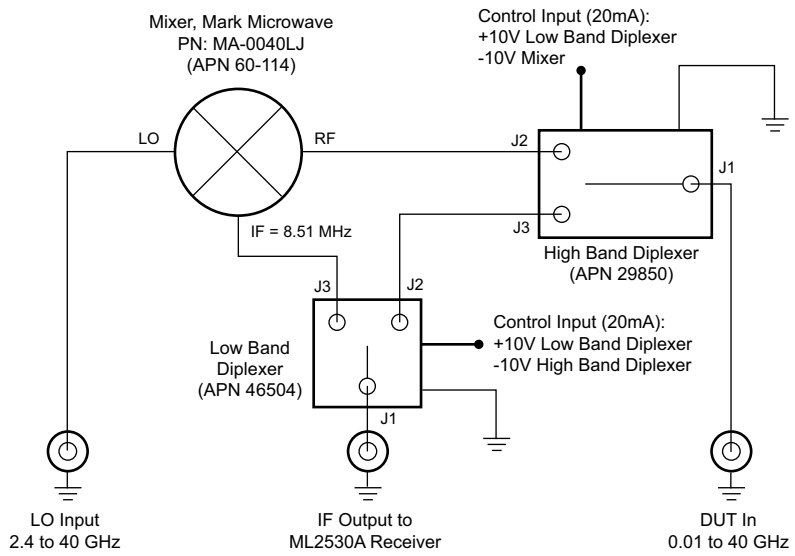 Mixer, Mark Microwave
PN: MA-0040LJ
(APN 60-114)
Control Input (20mA):
+10V Low Band Diplexer
-10V Mixer
LO
RF
J2
J1
J3
IF = 8.51 MHz
High Band Diplexer
(APN 29850)
J3
J2
Low Band
Diplexer
(APN 46504)
Control Input (20mA):
+10V Low Band Diplexer
-10V High Band Diplexer
J1
LO Input
2.4 to 40 GHz
IF Output to
ML2530A Receiver
DUT In
0.01 to 40 GHz